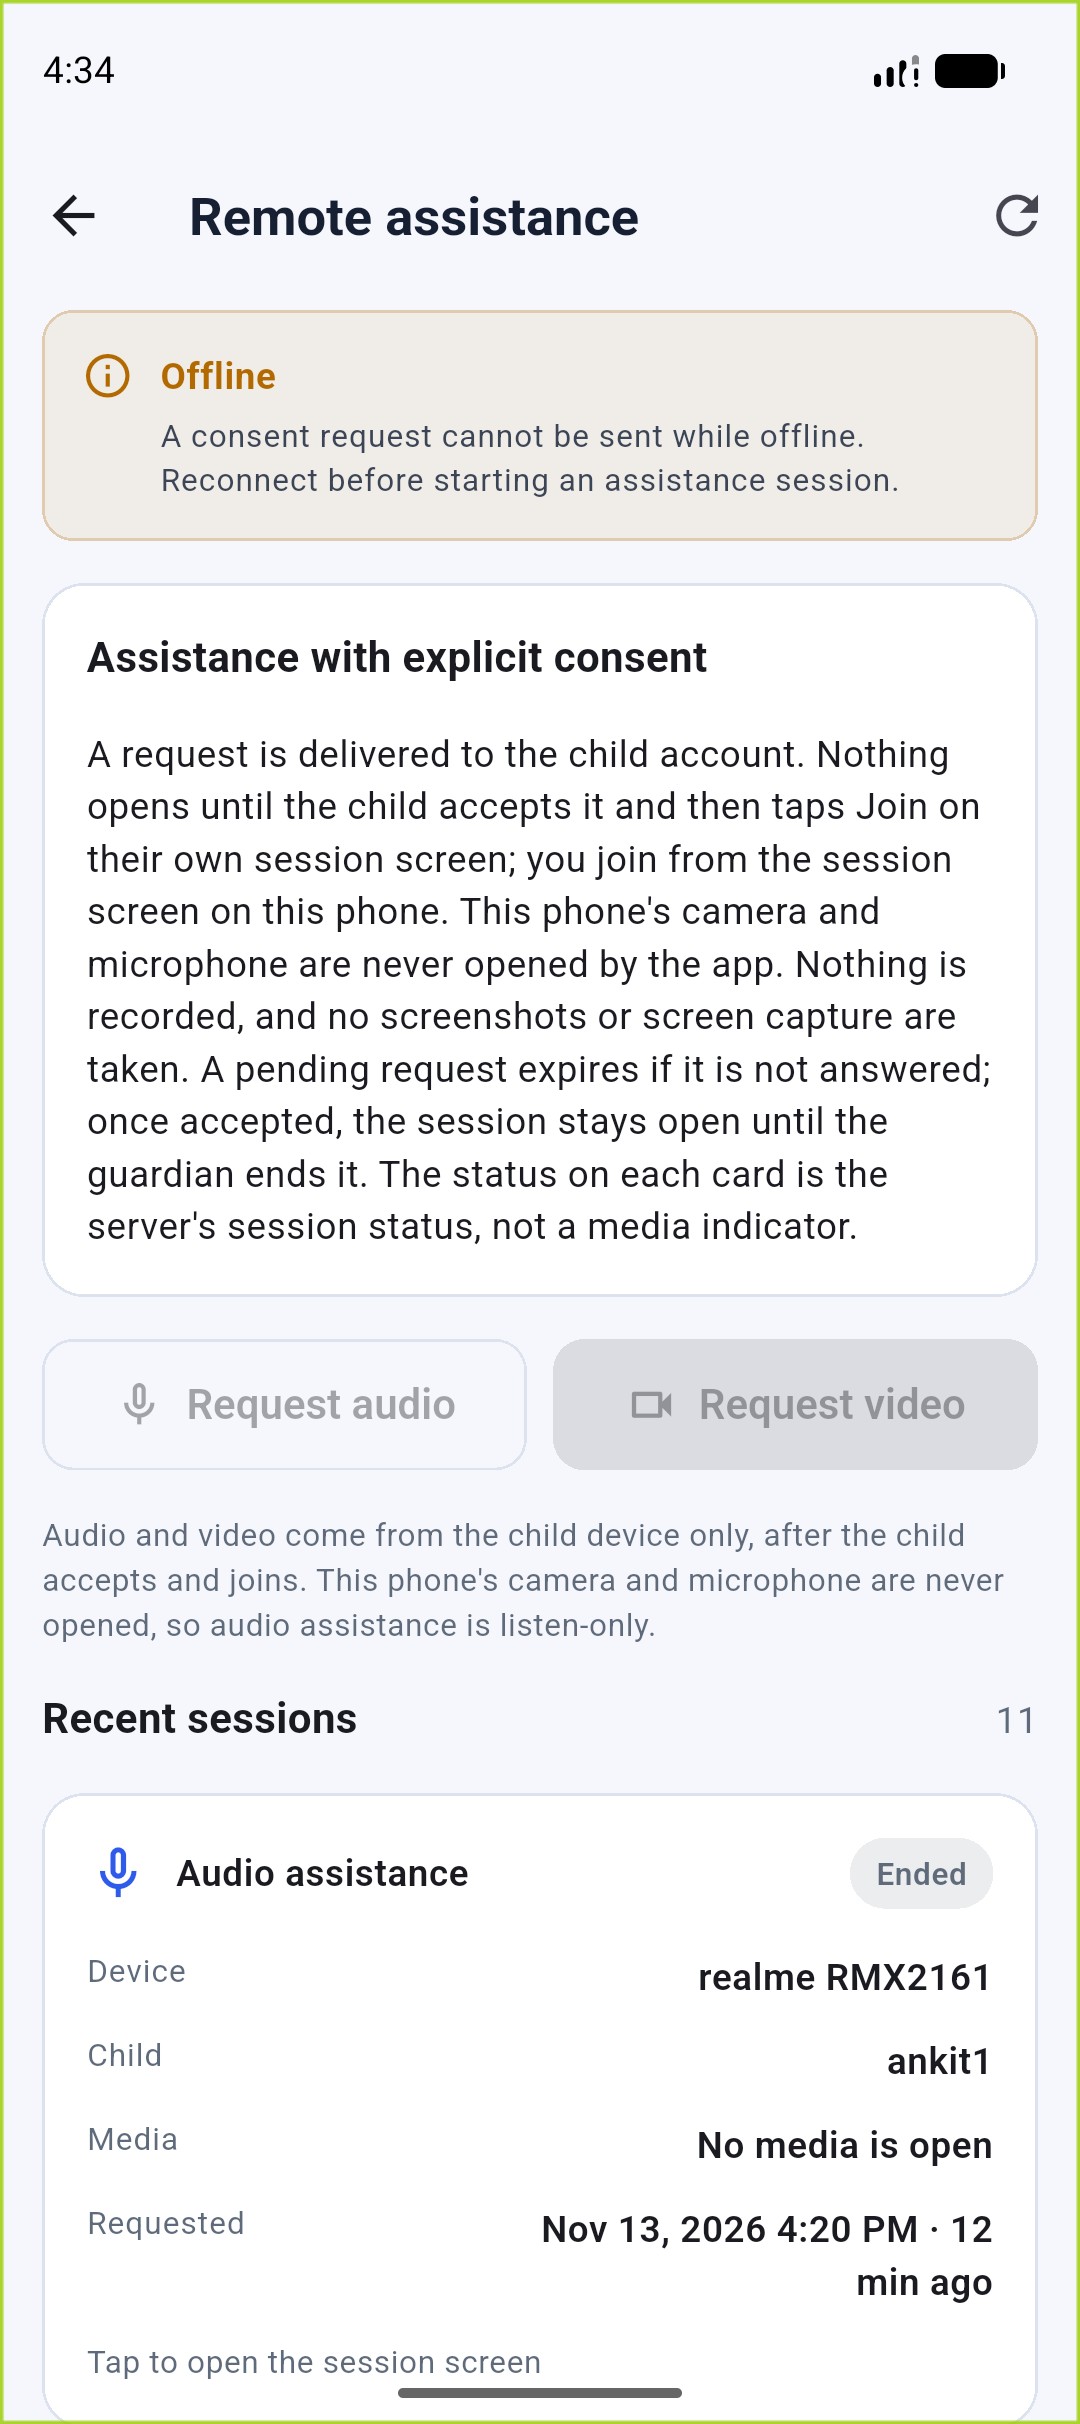 4:34
Remote assistance
Offline
A consent request cannot be sent while offline.
Reconnect before starting an assistance session.
Assistance with explicit consent
A request is delivered to the child account. Nothing
opens until the child accepts it and then taps Join on
their own session screen; you join from the session
screen on this phone. This phone's camera and
microphone are never opened by the app. Nothing is
recorded, and no screenshots or screen capture are
taken. A pending request expires if it is not answered;
once accepted, the session stays open until the
guardian ends it. The status on each card is the
server's session status, not a media indicator.
Request audio
Request video
Audio and video come from the child device only, after the child
accepts and joins. This phone's camera and microphone are never
opened, so audio assistance is listen-only.
Recent sessions 11
Audio assistance Ended
Device realme RMX2161
Child ankit1
Media No media is open
Requested Nov 13, 2026 4:20 PM · 12
min ago
Tap to open the session screen